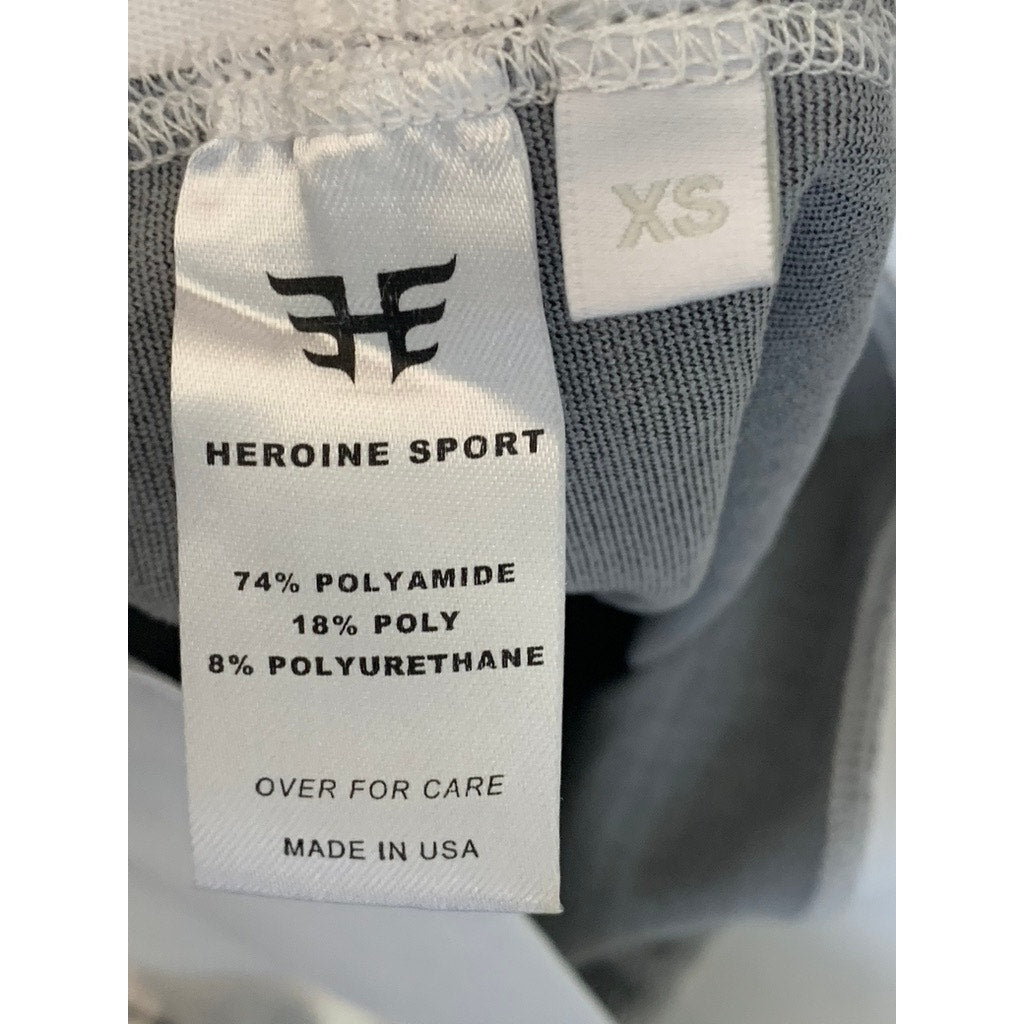 XS
HEROINE SPORT
74% POLYAMIDE
18% POLY
8% POLYURETHANE
OVER FOR CARE
MADE IN USA